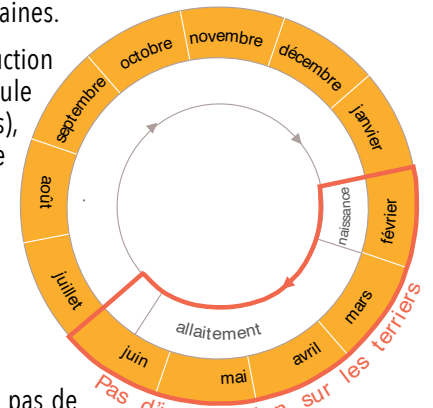 aines.
uction
ule
s),
e
pas de
novembre
décembre
janvier
février
mars
avril
mai
juin
juillet
août
septembre
octobre
naissance
allaitement
Pas d'i on sur les terriers